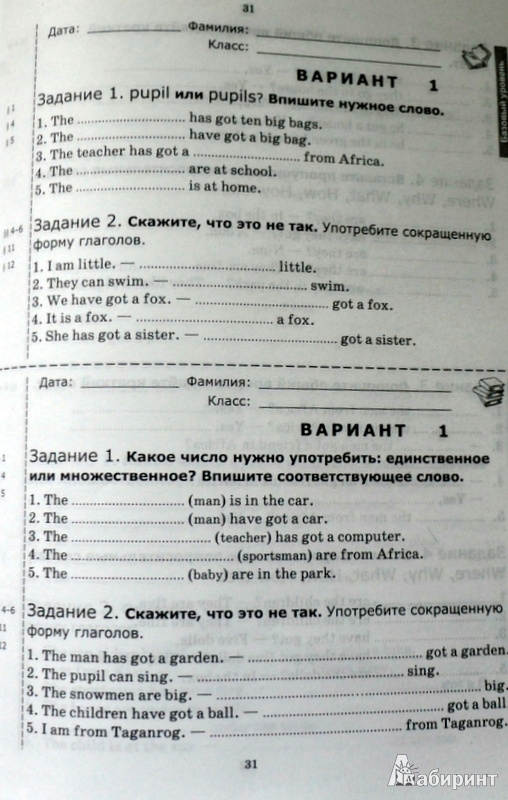 31
Дата: ____________ Фамилия: ______________________
Класс: ______________________
Базовый уровень
ВАРИАНТ 1
Задание 1. pupil или pupils? Впишите нужное слово.
1. The ........................... has got ten big bags.
2. The ........................... have got a big bag.
3. The teacher has got a ........................... from Africa.
4. The ........................... are at school.
5. The ........................... is at home.
Задание 2. Скажите, что это не так. Употребите сокращенную
форму глаголов.
1. I am little. — ................................. little.
2. They can swim. — ................................. swim.
3. We have got a fox. — ................................. got a fox.
4. It is a fox. — ................................. a fox.
5. She has got a sister. — ................................. got a sister.
Дата: ____________ Фамилия: ______________________
Класс: ______________________
ВАРИАНТ 1
Задание 1. Какое число нужно употребить: единственное
или множественное? Впишите соответствующее слово.
1. The ........................... (man) is in the car.
2. The ........................... (man) have got a car.
3. The ................................. (teacher) has got a computer.
4. The ................................. (sportsman) are from Africa.
5. The ........................... (baby) are in the park.
Задание 2. Скажите, что это не так. Употребите сокращенную
форму глаголов.
1. The man has got a garden. — ................................. got a garden.
2. The pupil can sing. — ................................. sing.
3. The snowmen are big. — ................................. big.
4. The children have got a ball. — ................................. got a ball
5. I am from Taganrog. — ................................. from Taganrog.
31
Лабиринт